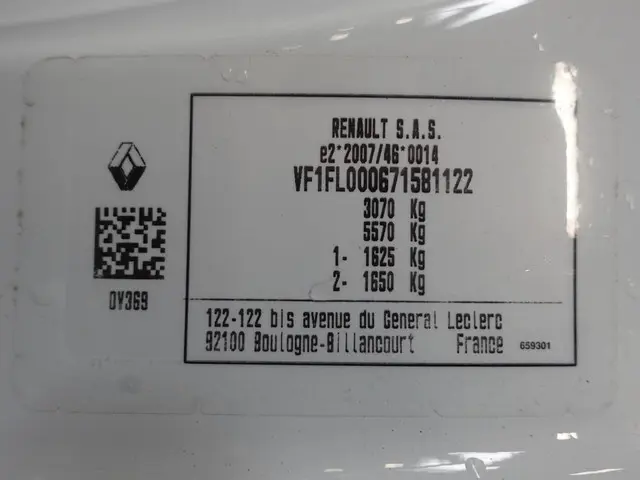 RENAULT S.A.S.
e2*2007/46*0014
VF1FL000671581122
3070 Kg
5570 Kg
1- 1625 Kg
2- 1650 Kg
0V369
122-122 bis avenue du General Leclerc
92100 Boulogne-Billancourt France 659301